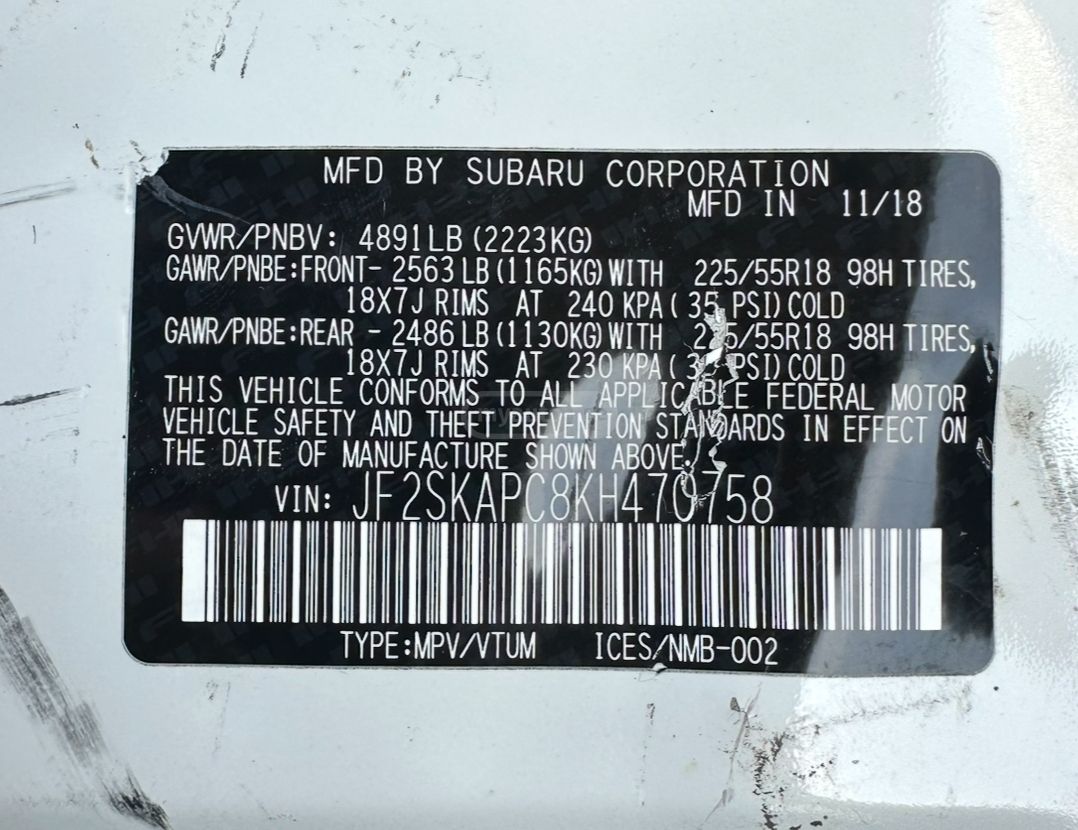 MFD BY SUBARU CORPORATION
MFD IN 11/18
GVWR/PNBV: 4891LB (2223KG)
GAWR/PNBE:FRONT- 2563 LB (1165KG) WITH 225/55R18 98H TIRES,
18X7J RIMS AT 240 KPA ( 35 PSI) COLD
GAWR/PNBE:REAR - 2486 LB (1130KG) WITH /55R18 98H TIRES,
18X7J RIMS AT 230 KPA ( PSI) COLD
THIS VEHICLE CONFORMS TO ALL APPLICABLE FEDERAL MOTOR
VEHICLE SAFETY AND THEFT PREVENTION STANDARDS IN EFFECT ON
THE DATE OF MANUFACTURE SHOWN ABOVE.
VIN: JF2SKAPC8KH470758
TYPE:MPV/VTUM ICES/NMB-002